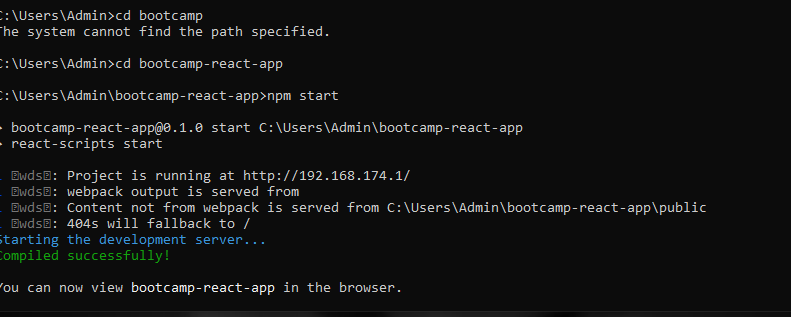 C:\Users\Admin>cd bootcamp
The system cannot find the path specified.
C:\Users\Admin>cd bootcamp-react-app
C:\Users\Admin\bootcamp-react-app>npm start
> bootcamp-react-app@0.1.0 start C:\Users\Admin\bootcamp-react-app
> react-scripts start
i ⍰wds⍰: Project is running at http://192.168.174.1/
i ⍰wds⍰: webpack output is served from
i ⍰wds⍰: Content not from webpack is served from C:\Users\Admin\bootcamp-react-app\public
i ⍰wds⍰: 404s will fallback to /
Starting the development server...
Compiled successfully!
You can now view bootcamp-react-app in the browser.